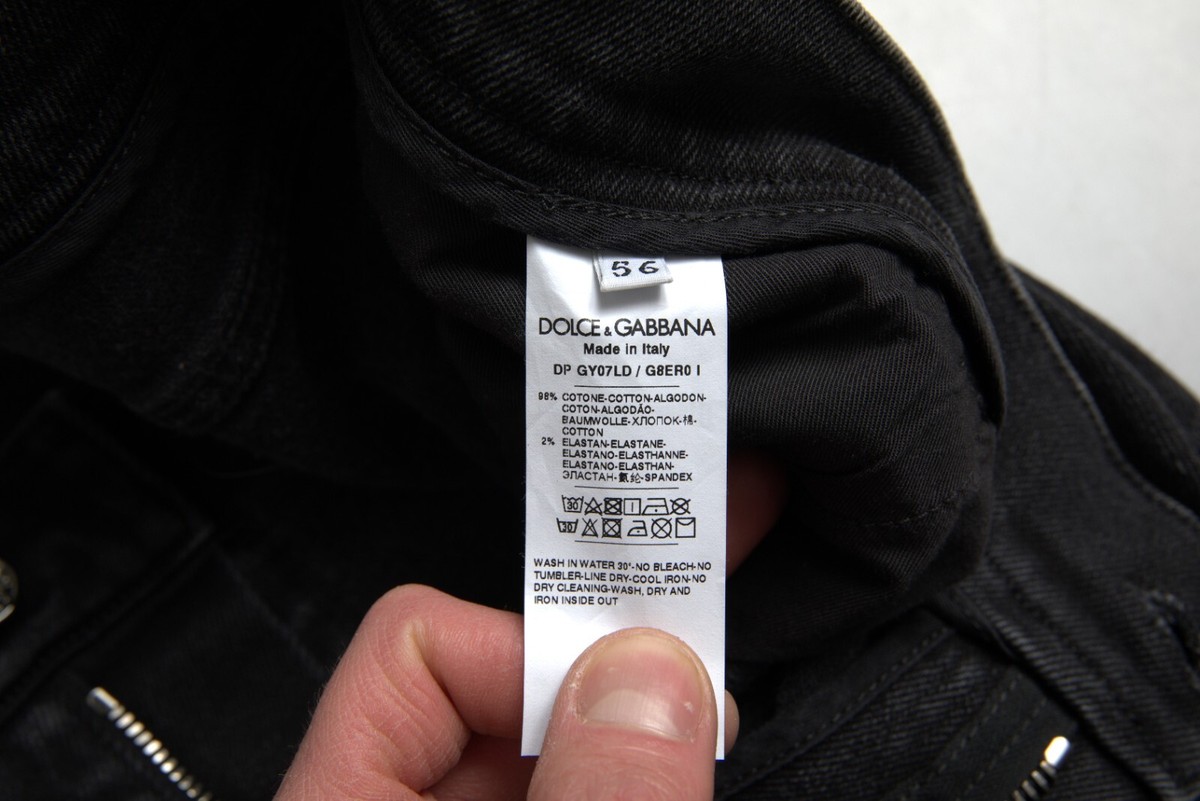 56
DOLCE & GABBANA
Made in Italy
DP GY07LD / G8ER0 I
98% COTONE-COTTON-ALGODON-
COTON-ALGODÃO-
BAUMWOLLE-ХЛОПОК-棉-
COTTON
2% ELASTAN-ELASTANE-
ELASTANO-ELASTHANNE-
ELASTANO-ELASTHAN-
ЭЛАСТАН-氨纶-SPANDEX
30
30
WASH IN WATER 30°-NO BLEACH-NO
TUMBLER-LINE DRY-COOL IRON-NO
DRY CLEANING-WASH, DRY AND
IRON INSIDE OUT